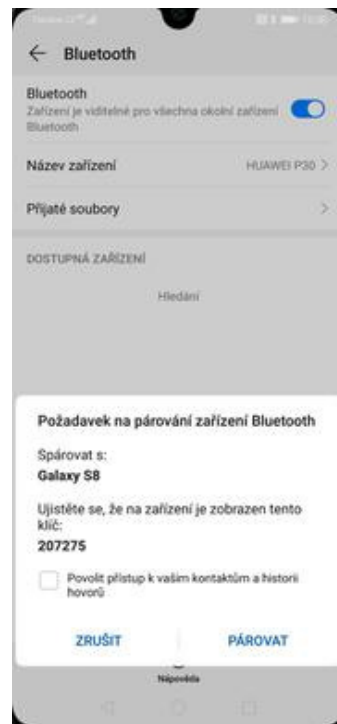 Bluetooth
Bluetooth
Zařízení je viditelné pro všechna okolní zařízení
Bluetooth
Název zařízení HUAWEI P30
Přijaté soubory
DOSTUPNÁ ZAŘÍZENÍ
Hledání
Požadavek na párování zařízení Bluetooth
Spárovat s:
Galaxy S8
Ujistěte se, že na zařízení je zobrazen tento
klíč:
207275
Povolit přístup k vašim kontaktům a historii
hovorů
ZRUŠIT PÁROVAT
Nápověda